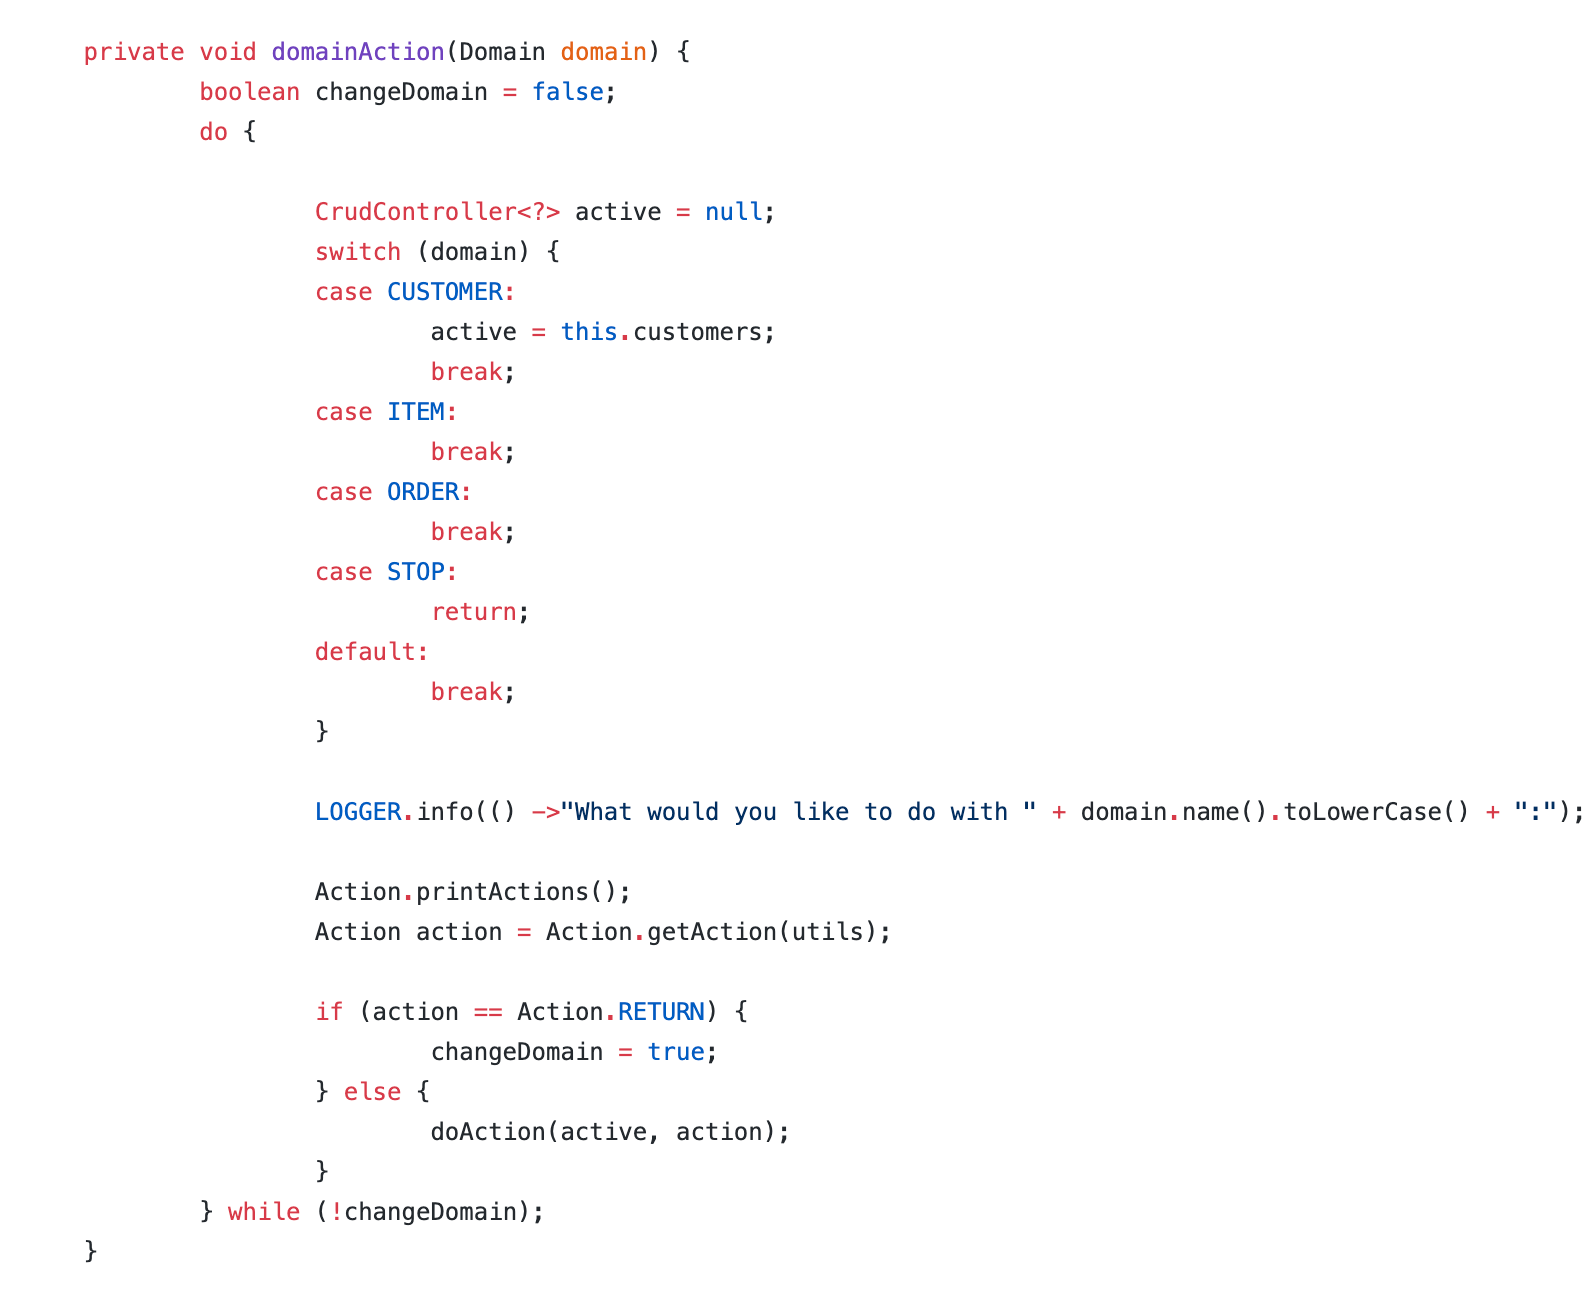 private void domainAction(Domain domain) {
boolean changeDomain = false;
do {
CrudController<?> active = null;
switch (domain) {
case CUSTOMER:
active = this.customers;
break;
case ITEM:
break;
case ORDER:
break;
case STOP:
return;
default:
break;
}
LOGGER.info(() ->"What would you like to do with " + domain.name().toLowerCase() + ":");
Action.printActions();
Action action = Action.getAction(utils);
if (action == Action.RETURN) {
changeDomain = true;
} else {
doAction(active, action);
}
} while (!changeDomain);
}